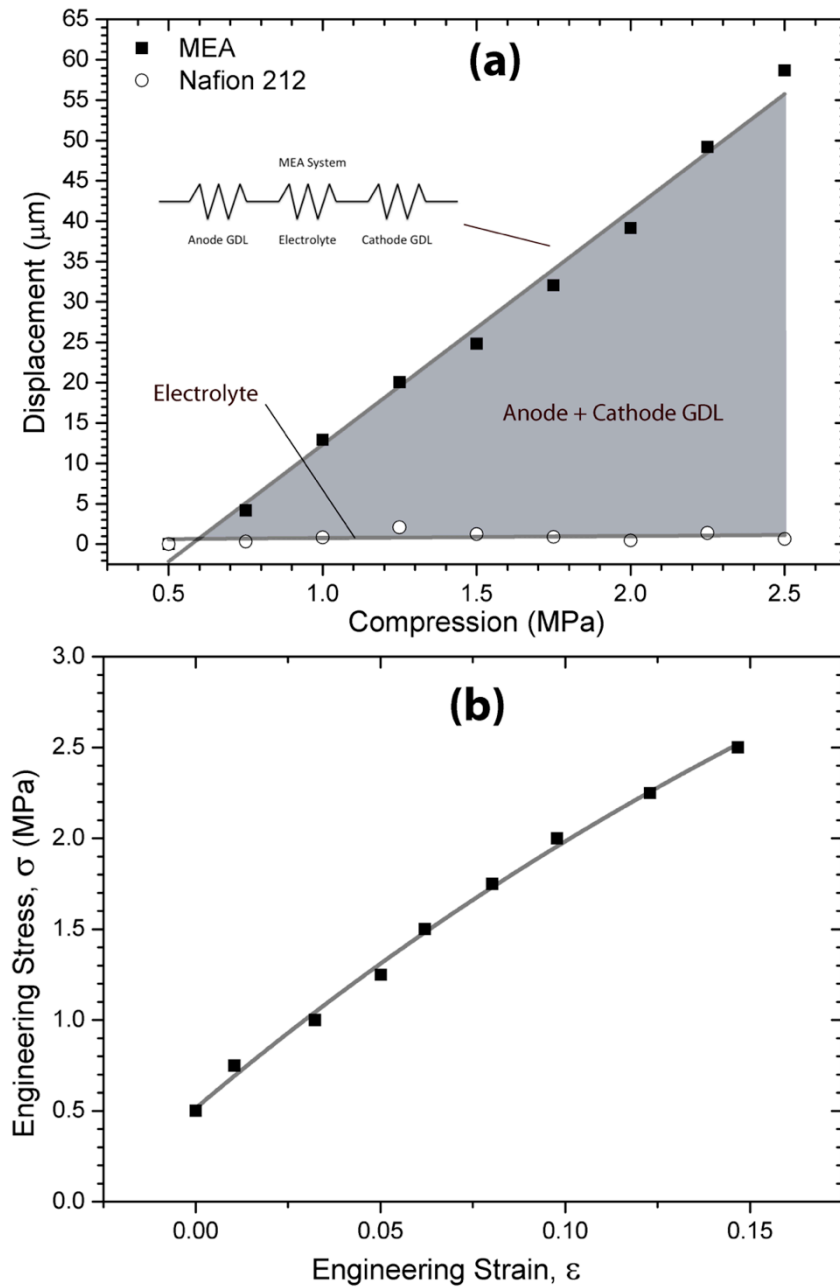 (a)
MEA
Nafion 212
MEA System
Anode GDL Electrolyte Cathode GDL
Electrolyte
Anode + Cathode GDL
Displacement (μm)
65
60
55
50
45
40
35
30
25
20
15
10
5
0
0.5 1.0 1.5 2.0 2.5
Compression (MPa)
(b)
Engineering Stress, σ (MPa)
3.0
2.5
2.0
1.5
1.0
0.5
0.0
0.00 0.05 0.10 0.15
Engineering Strain, ε